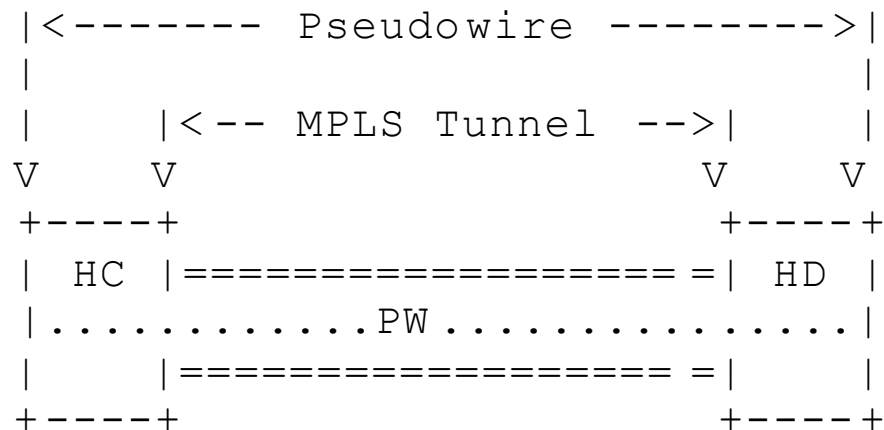 |<------- Pseudowire -------->|
|                             |
|    |<-- MPLS Tunnel -->|    |
V    V                   V    V
+----+                   +----+
| HC |===================| HD |
|............PW...............|
|    |===================|    |
+----+                   +----+